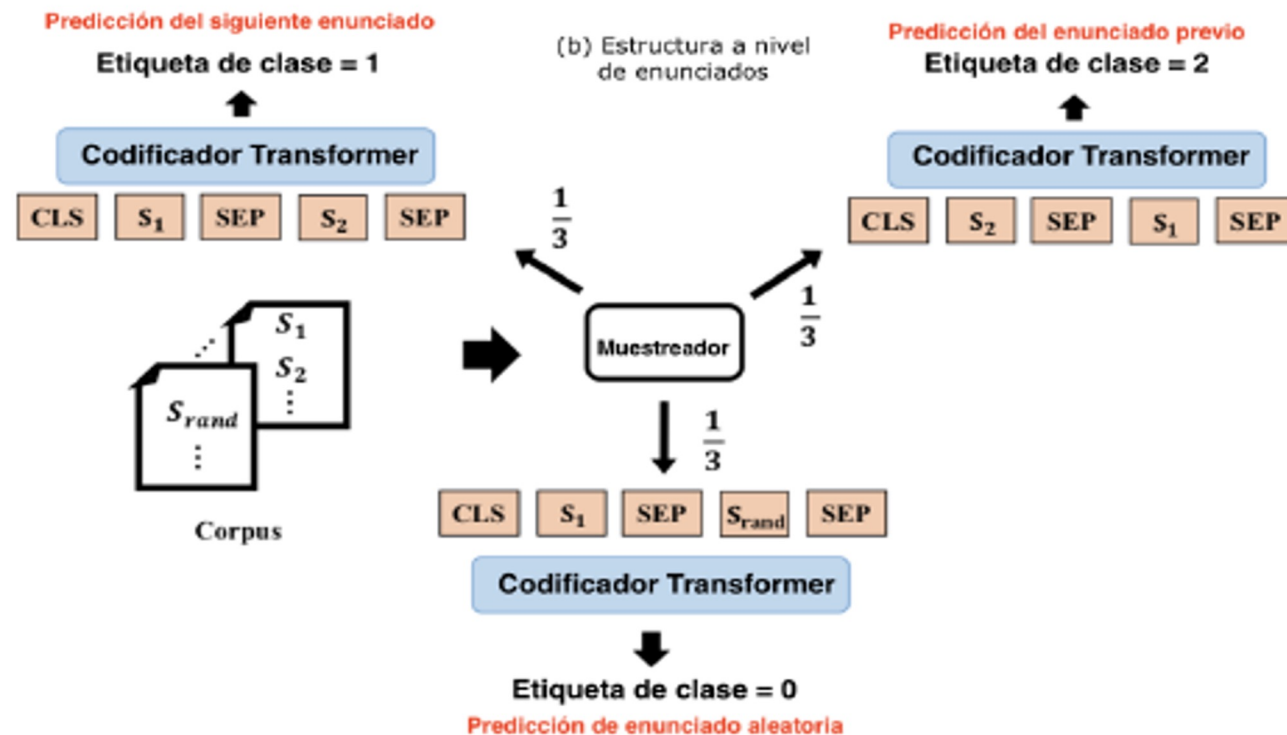 Predicción del siguiente enunciado
Etiqueta de clase = 1
Codificador Transformer
CLS S₁ SEP S₂ SEP
(b) Estructura a nivel
de enunciados
Predicción del enunciado previo
Etiqueta de clase = 2
Codificador Transformer
CLS S₂ SEP S₁ SEP
1/3
1/3
S₁
S₂
⋮
S_rand
⋮
Corpus
Muestreador
1/3
CLS S₁ SEP S_rand SEP
Codificador Transformer
Etiqueta de clase = 0
Predicción de enunciado aleatoria